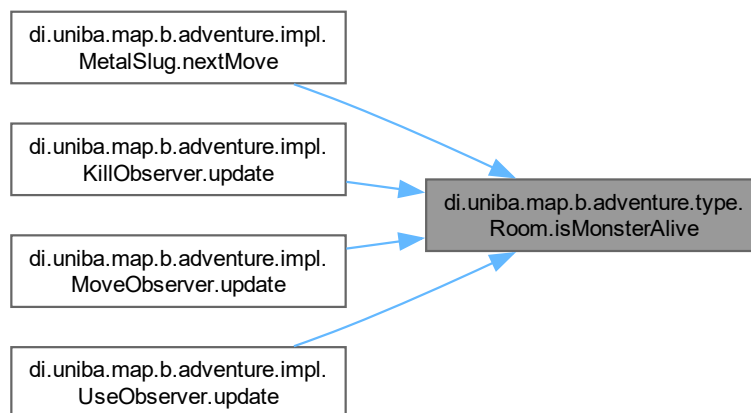 di.uniba.map.b.adventure.impl.
MetalSlug.nextMove
di.uniba.map.b.adventure.impl.
KillObserver.update
di.uniba.map.b.adventure.type.
Room.isMonsterAlive
di.uniba.map.b.adventure.impl.
MoveObserver.update
di.uniba.map.b.adventure.impl.
UseObserver.update